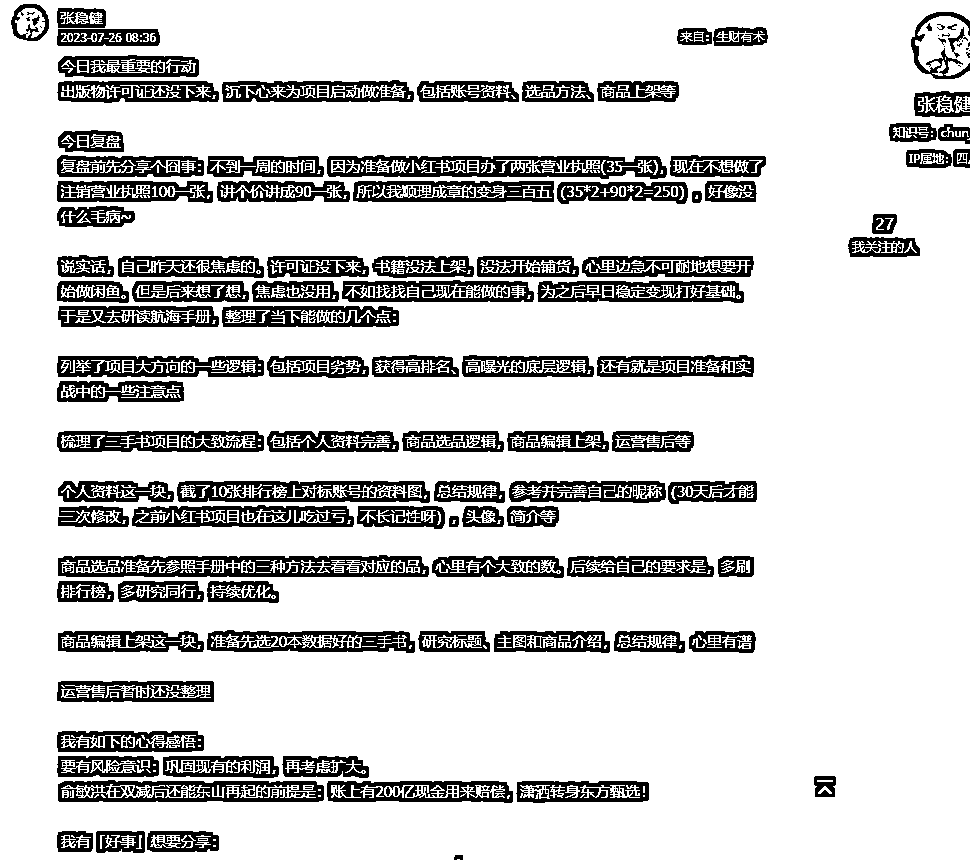 张稳健
2023-07-26 08:36
来自：生财有术
今日我最重要的行动
出版物许可证还没下来，沉下心来为项目启动做准备，包括账号资料、选品方法、商品上架等
今日复盘
复盘前先分享个囧事：不到一周的时间，因为准备做小红书项目办了两张营业执照(35一张)，现在不想做了
注销营业执照100一张，讲个价讲成90一张，所以我顺理成章的变身二百五（35*2+90*2=250），好像没
什么毛病~
说实话，自己昨天还很焦虑的。许可证没下来，书籍没法上架，没法开始铺货，心里边急不可耐地想要开
始做闲鱼。但是后来想了想，焦虑也没用，不如找找自己现在能做的事，为之后早日稳定变现打好基础。
于是又去研读航海手册，整理了当下能做的几个点：
列举了项目大方向的一些逻辑：包括项目劣势，获得高排名、高曝光的底层逻辑，还有就是项目准备和实
战中的一些注意点
梳理了二手书项目的大致流程：包括个人资料完善，商品选品逻辑，商品编辑上架，运营售后等
个人资料这一块，截了10张排行榜上对标账号的资料图，总结规律，参考并完善自己的昵称（30天后才能
二次修改，之前小红书项目也在这儿吃过亏，不长记性呀），头像，简介等
商品选品准备先参照手册中的三种方法去看看对应的品，心里有个大致的数。后续给自己的要求是，多刷
排行榜，多研究同行，持续优化。
商品编辑上架这一块，准备先选20本数据好的二手书，研究标题、主图和商品介绍，总结规律，心里有谱
运营售后暂时还没整理
我有如下的心得感悟：
要有风险意识：巩固现有的利润，再考虑扩大。
俞敏洪在双减后还能东山再起的前提是：账上有200亿现金用来赔偿，潇洒转身东方甄选！
我有［好事］想要分享：
张稳健
知识号：chun
IP属地：四
27
我关注的人